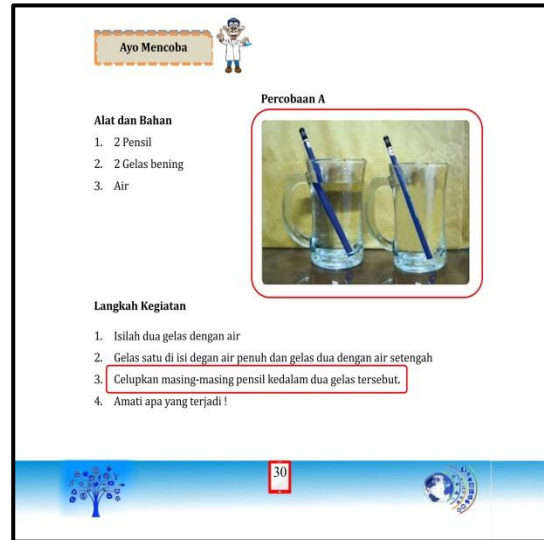 Ayo Mencoba
Percobaan A
Alat dan Bahan
1. 2 Pensil
2. 2 Gelas bening
3. Air
Langkah Kegiatan
1. Isilah dua gelas dengan air
2. Gelas satu di isi degan air penuh dan gelas dua dengan air setengah
3. Celupkan masing-masing pensil kedalam dua gelas tersebut.
4. Amati apa yang terjadi !
30